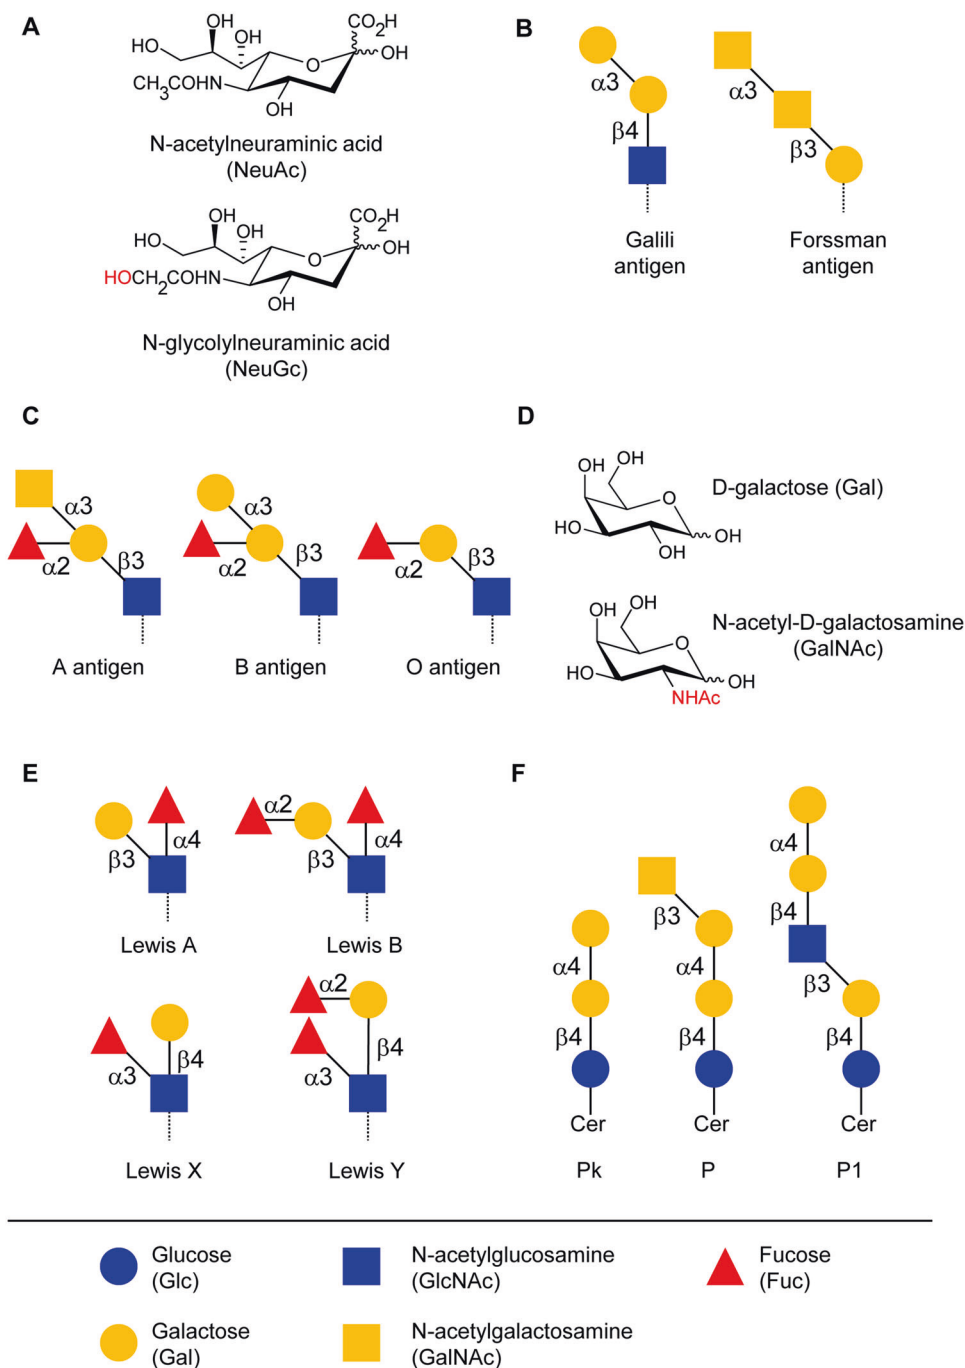 A
OH
OH
OH
HO
CO2H
O
OH
CH3COHN
OH
N-acetylneuraminic acid
(NeuAc)
OH
OH
OH
HO
CO2H
O
OH
HOCH2COHN
OH
N-glycolylneuraminic acid
(NeuGc)
B
α3
β4
Galili
antigen
α3
β3
Forssman
antigen
C
α3
α2
β3
A antigen
α3
α2
β3
B antigen
α2
β3
O antigen
D
OH
OH
O
HO
OH
OH
D-galactose (Gal)
OH
OH
O
HO
OH
NHAc
N-acetyl-D-galactosamine
(GalNAc)
E
β3
α4
Lewis A
α2
β3
α4
Lewis B
α3
β4
Lewis X
α2
β4
α3
Lewis Y
F
α4
β4
Cer
Pk
β3
α4
β4
Cer
P
α4
β4
β3
β4
Cer
P1
Glucose
(Glc)
N-acetylglucosamine
(GlcNAc)
Fucose
(Fuc)
Galactose
(Gal)
N-acetylgalactosamine
(GalNAc)